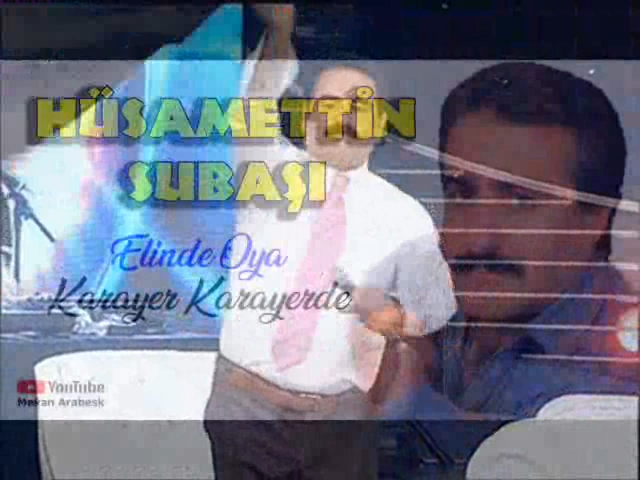 HÜSAMETTİN
SUBAŞI
Elinde Oya
Karayer Karayerde
YouTube
Mekan Arabesk